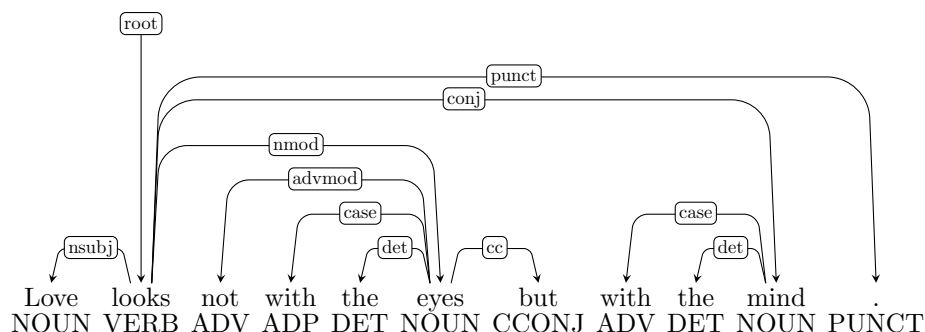 root
punct
conj
nmod
advmod
case case
nsubj det cc det
Love looks not with the eyes but with the mind .
NOUN VERB ADV ADP DET NOUN CCONJ ADV DET NOUN PUNCT